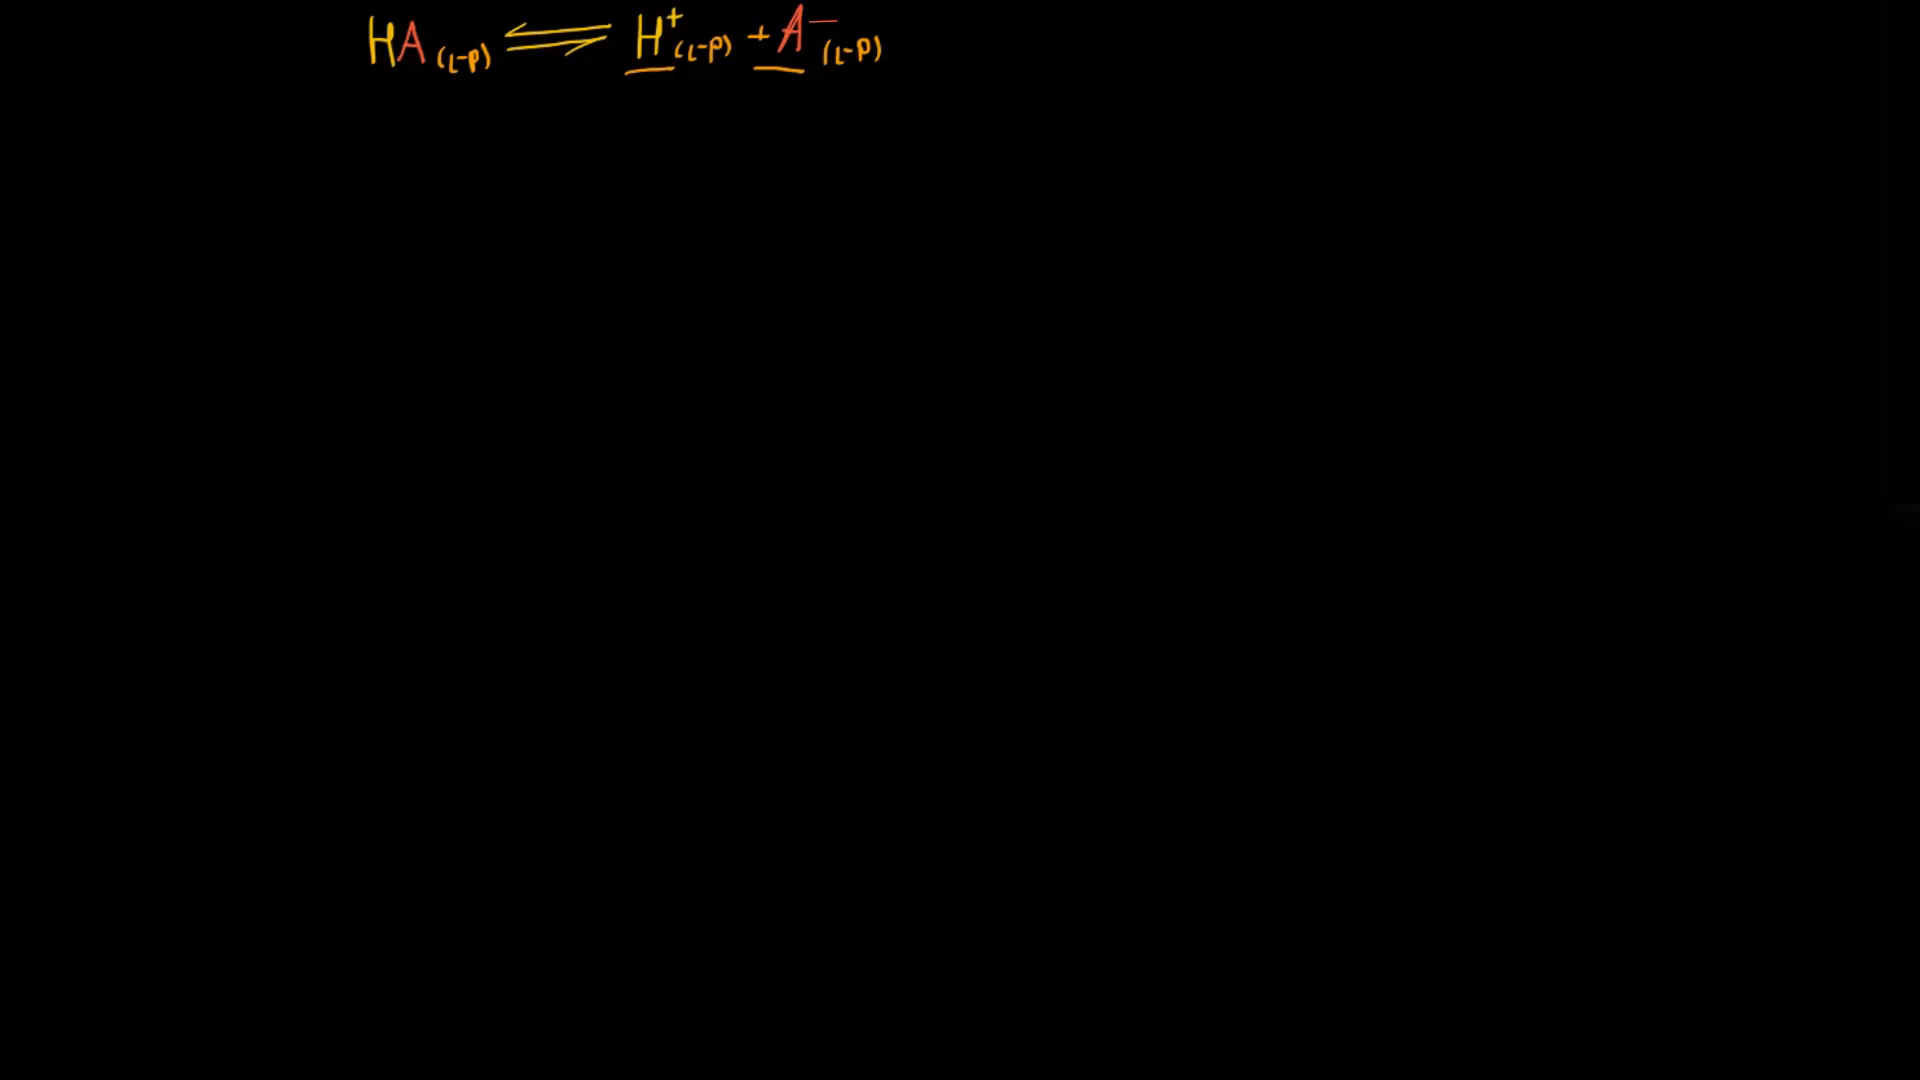 HA (L-P) ⇌ H⁺ (L-P) + A⁻ (L-P)